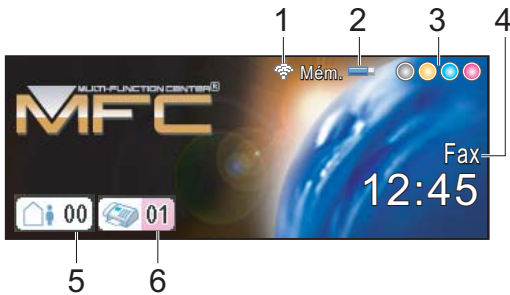 1 2 3 4
Mém.
MULTI-FUNCTION CENTER®
MFC
Fax
12:45
00 01
5 6